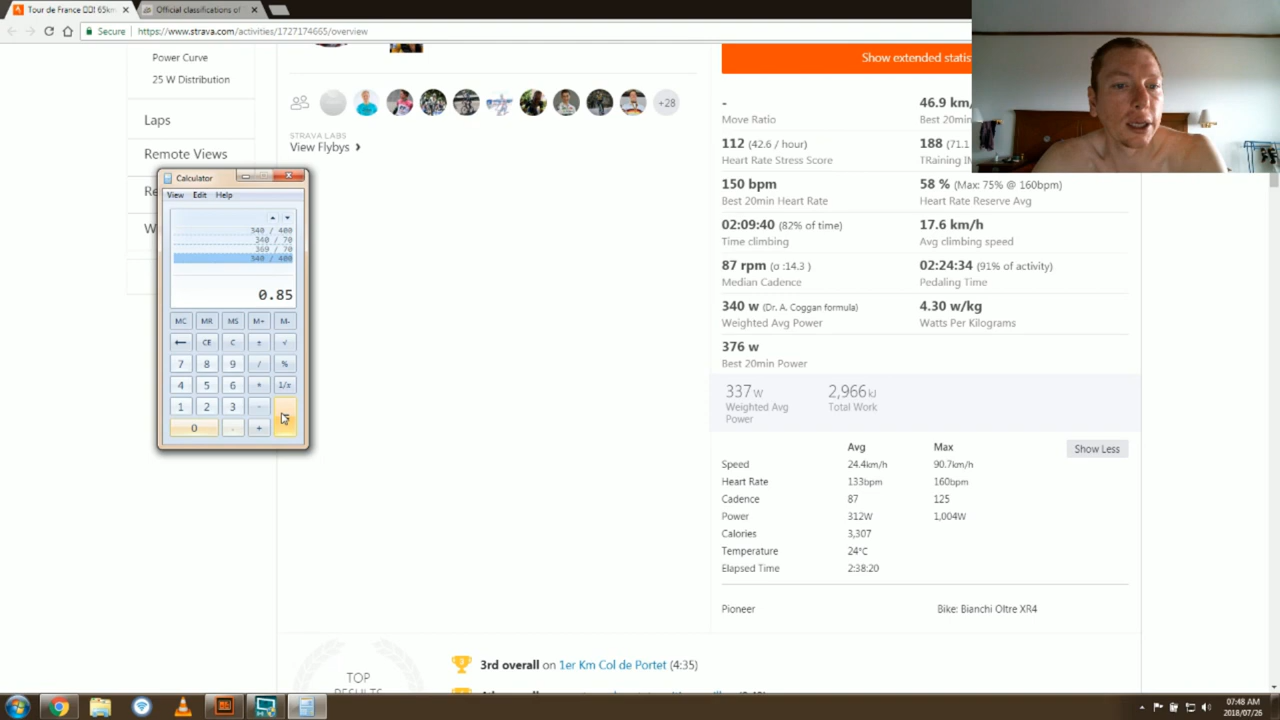 Tour de France 🏁! 65km
Official classifications of
Secure
https://www.strava.com/activities/1727174665/overview
Power Curve
25 W Distribution
Laps
Remote Views
+28
STRAVA LABS
View Flybys
Show extended statis
-
Move Ratio
46.9 km/
Best 20min
112 (42.6 / hour)
Heart Rate Stress Score
188 (71.1
TRaining IM
150 bpm
Best 20min Heart Rate
58 % (Max: 75% @ 160bpm)
Heart Rate Reserve Avg
02:09:40 (82% of time)
Time climbing
17.6 km/h
Avg climbing speed
87 rpm (σ :14.3 )
Median Cadence
02:24:34 (91% of activity)
Pedaling Time
340 w (Dr. A. Coggan formula)
Weighted Avg Power
4.30 w/kg
Watts Per Kilograms
376 w
Best 20min Power
337 W
Weighted Avg
Power
2,966 kJ
Total Work
Avg Max
Show Less
Speed 24.4km/h 90.7km/h
Heart Rate 133bpm 160bpm
Cadence 87 125
Power 312W 1,004W
Calories 3,307
Temperature 24°C
Elapsed Time 2:38:20
Pioneer
Bike: Bianchi Oltre XR4
TOP
3rd overall on 1er Km Col de Portet (4:35)
Calculator
View Edit Help
340 / 400
340 / 70
369 / 70
340 / 400
0.85
MC MR MS M+ M-
← CE C ± √
7 8 9 / %
4 5 6 * 1/x
1 2 3 -
0 . +
07:48 AM
2018/07/26